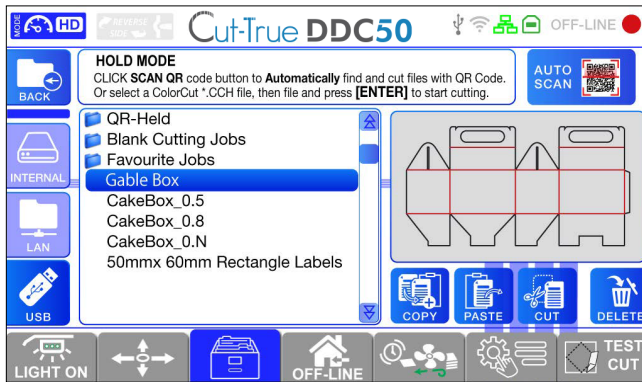 MODE
HD
REVERSE
SIDE
Cut-True DDC50
OFF-LINE
BACK
HOLD MODE
CLICK SCAN QR code button to Automatically find and cut files with QR Code.
Or select a ColorCut *.CCH file, then file and press [ENTER] to start cutting.
AUTO
SCAN
INTERNAL
LAN
USB
QR-Held
Blank Cutting Jobs
Favourite Jobs
Gable Box
CakeBox_0.5
CakeBox_0.8
CakeBox_0.N
50mmx 60mm Rectangle Labels
COPY
PASTE
CUT
DELETE
LIGHT ON
OFF-LINE
TEST
CUT